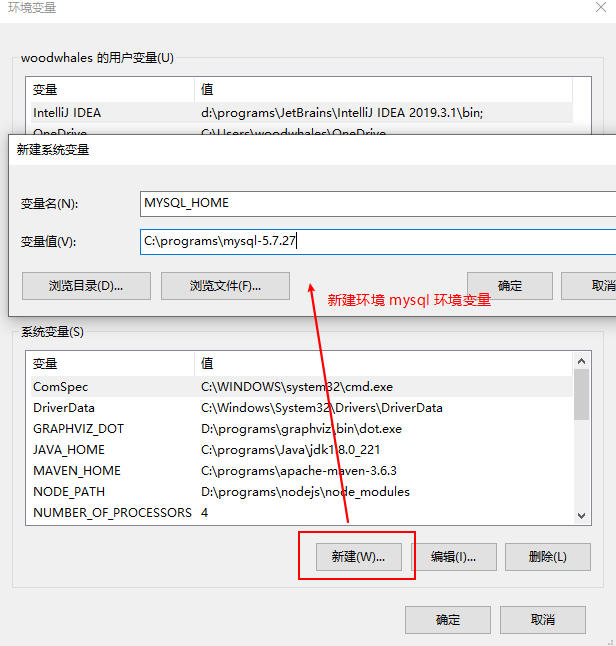 环境变量
woodwhales 的用户变量(U)
变量 值
IntelliJ IDEA d:\programs\JetBrains\IntelliJ IDEA 2019.3.1\bin;
OneDrive C:\Users\woodwhales\OneDrive
新建系统变量
变量名(N): MYSQL_HOME
变量值(V): C:\programs\mysql-5.7.27
浏览目录(D)... 浏览文件(F)... 确定 取消
新建环境 mysql 环境变量
系统变量(S)
变量 值
ComSpec C:\WINDOWS\system32\cmd.exe
DriverData C:\Windows\System32\Drivers\DriverData
GRAPHVIZ_DOT D:\programs\graphviz\bin\dot.exe
JAVA_HOME C:\programs\Java\jdk1.8.0_221
MAVEN_HOME C:\programs\apache-maven-3.6.3
NODE_PATH D:\programs\nodejs\node_modules
NUMBER_OF_PROCESSORS 4
新建(W)... 编辑(I)... 删除(L)
确定 取消